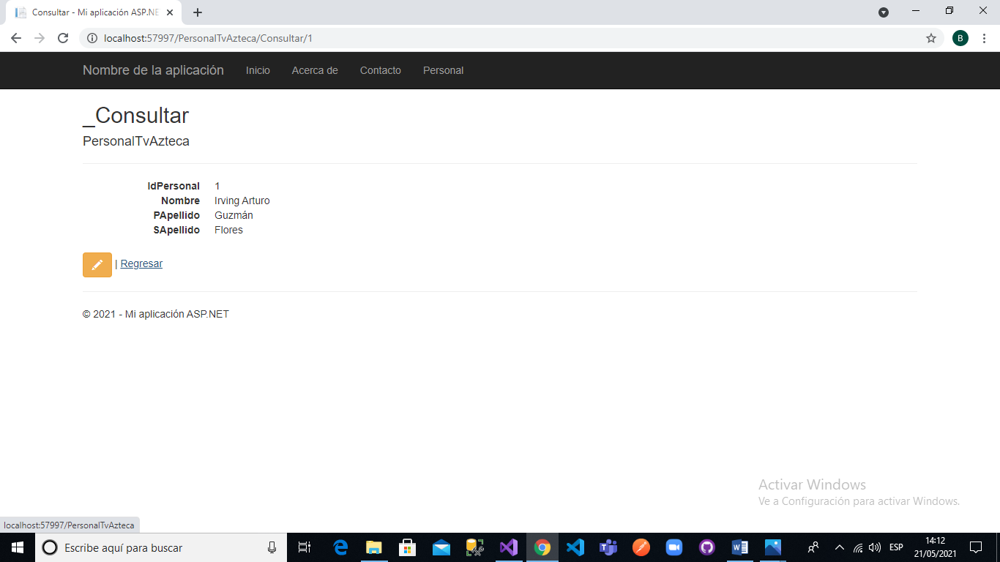 Consultar - Mi aplicación ASP.NE
localhost:57997/PersonalTvAzteca/Consultar/1
B
Nombre de la aplicación Inicio Acerca de Contacto Personal
_Consultar
PersonalTvAzteca
IdPersonal 1
Nombre Irving Arturo
PApellido Guzmán
SApellido Flores
| Regresar
© 2021 - Mi aplicación ASP.NET
Activar Windows
Ve a Configuración para activar Windows.
localhost:57997/PersonalTvAzteca
Escribe aquí para buscar
ESP
14:12
21/05/2021